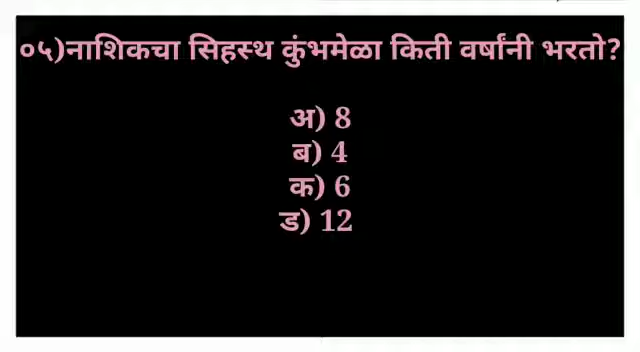 ०५)नाशिकचा सिहस्थ कुंभमेळा किती वर्षांनी भरतो?
अ) 8
ब) 4
क) 6
ड) 12